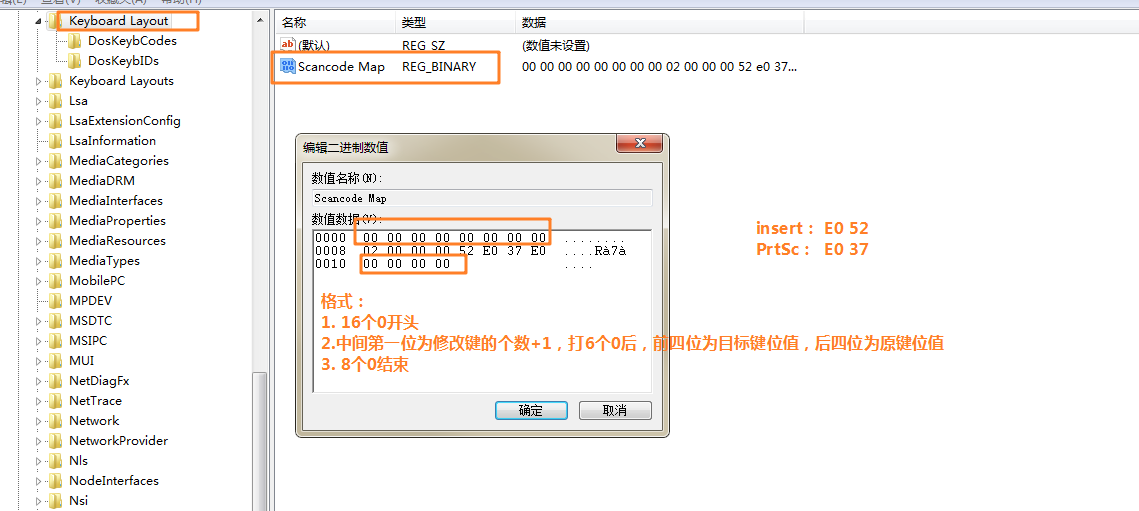 Keyboard Layout
DosKeybCodes
DosKeybIDs
Keyboard Layouts
Lsa
LsaExtensionConfig
LsaInformation
MediaCategories
MediaDRM
MediaInterfaces
MediaProperties
MediaResources
MediaTypes
MobilePC
MPDEV
MSDTC
MSIPC
MUI
NetDiagFx
NetTrace
Network
NetworkProvider
Nls
NodeInterfaces
Nsi
名称 类型 数据
(默认) REG_SZ (数值未设置)
Scancode Map REG_BINARY 00 00 00 00 00 00 00 00 02 00 00 00 52 e0 37...
编辑二进制数值
数值名称(N):
Scancode Map
数值数据(V):
0000 00 00 00 00 00 00 00 00 ........
0008 02 00 00 00 52 E0 37 E0 ....Rà7à
0010 00 00 00 00 ....
格式：
1. 16个0开头
2.中间第一位为修改键的个数+1，打6个0后，前四位为目标键位值，后四位为原键位值
3. 8个0结束
确定 取消
insert： E0 52
PrtSc： E0 37